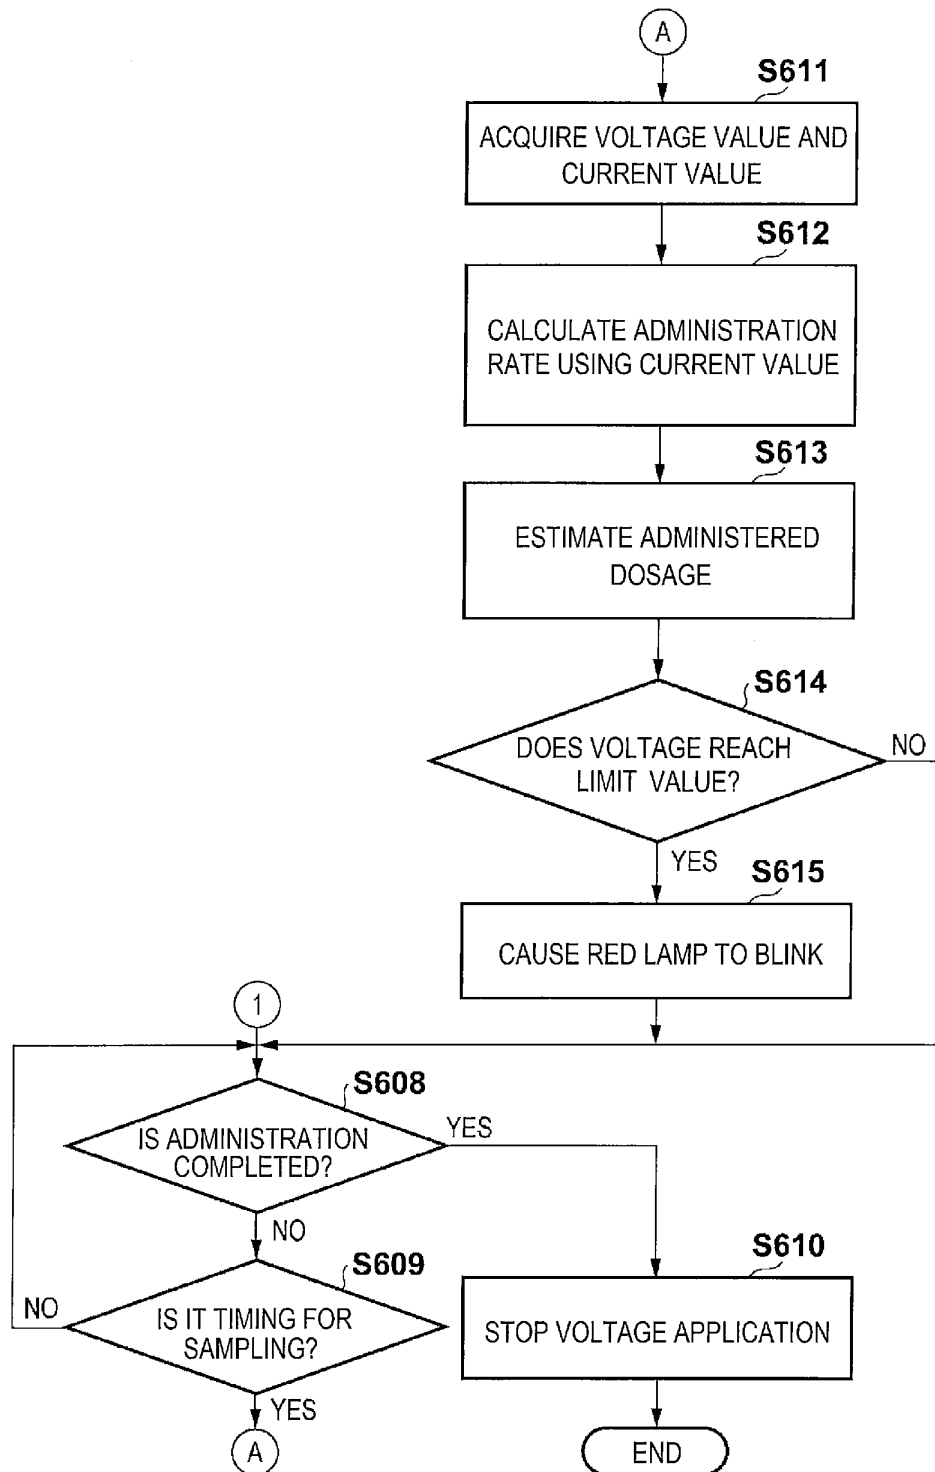 A
S611
ACQUIRE VOLTAGE VALUE AND
CURRENT VALUE
S612
CALCULATE ADMINISTRATION
RATE USING CURRENT VALUE
S613
ESTIMATE ADMINISTERED
DOSAGE
S614
DOES VOLTAGE REACH
LIMIT VALUE?
NO
YES
S615
CAUSE RED LAMP TO BLINK
1
S608
IS ADMINISTRATION
COMPLETED?
YES
NO
S609
IS IT TIMING FOR
SAMPLING?
NO
YES
A
S610
STOP VOLTAGE APPLICATION
END